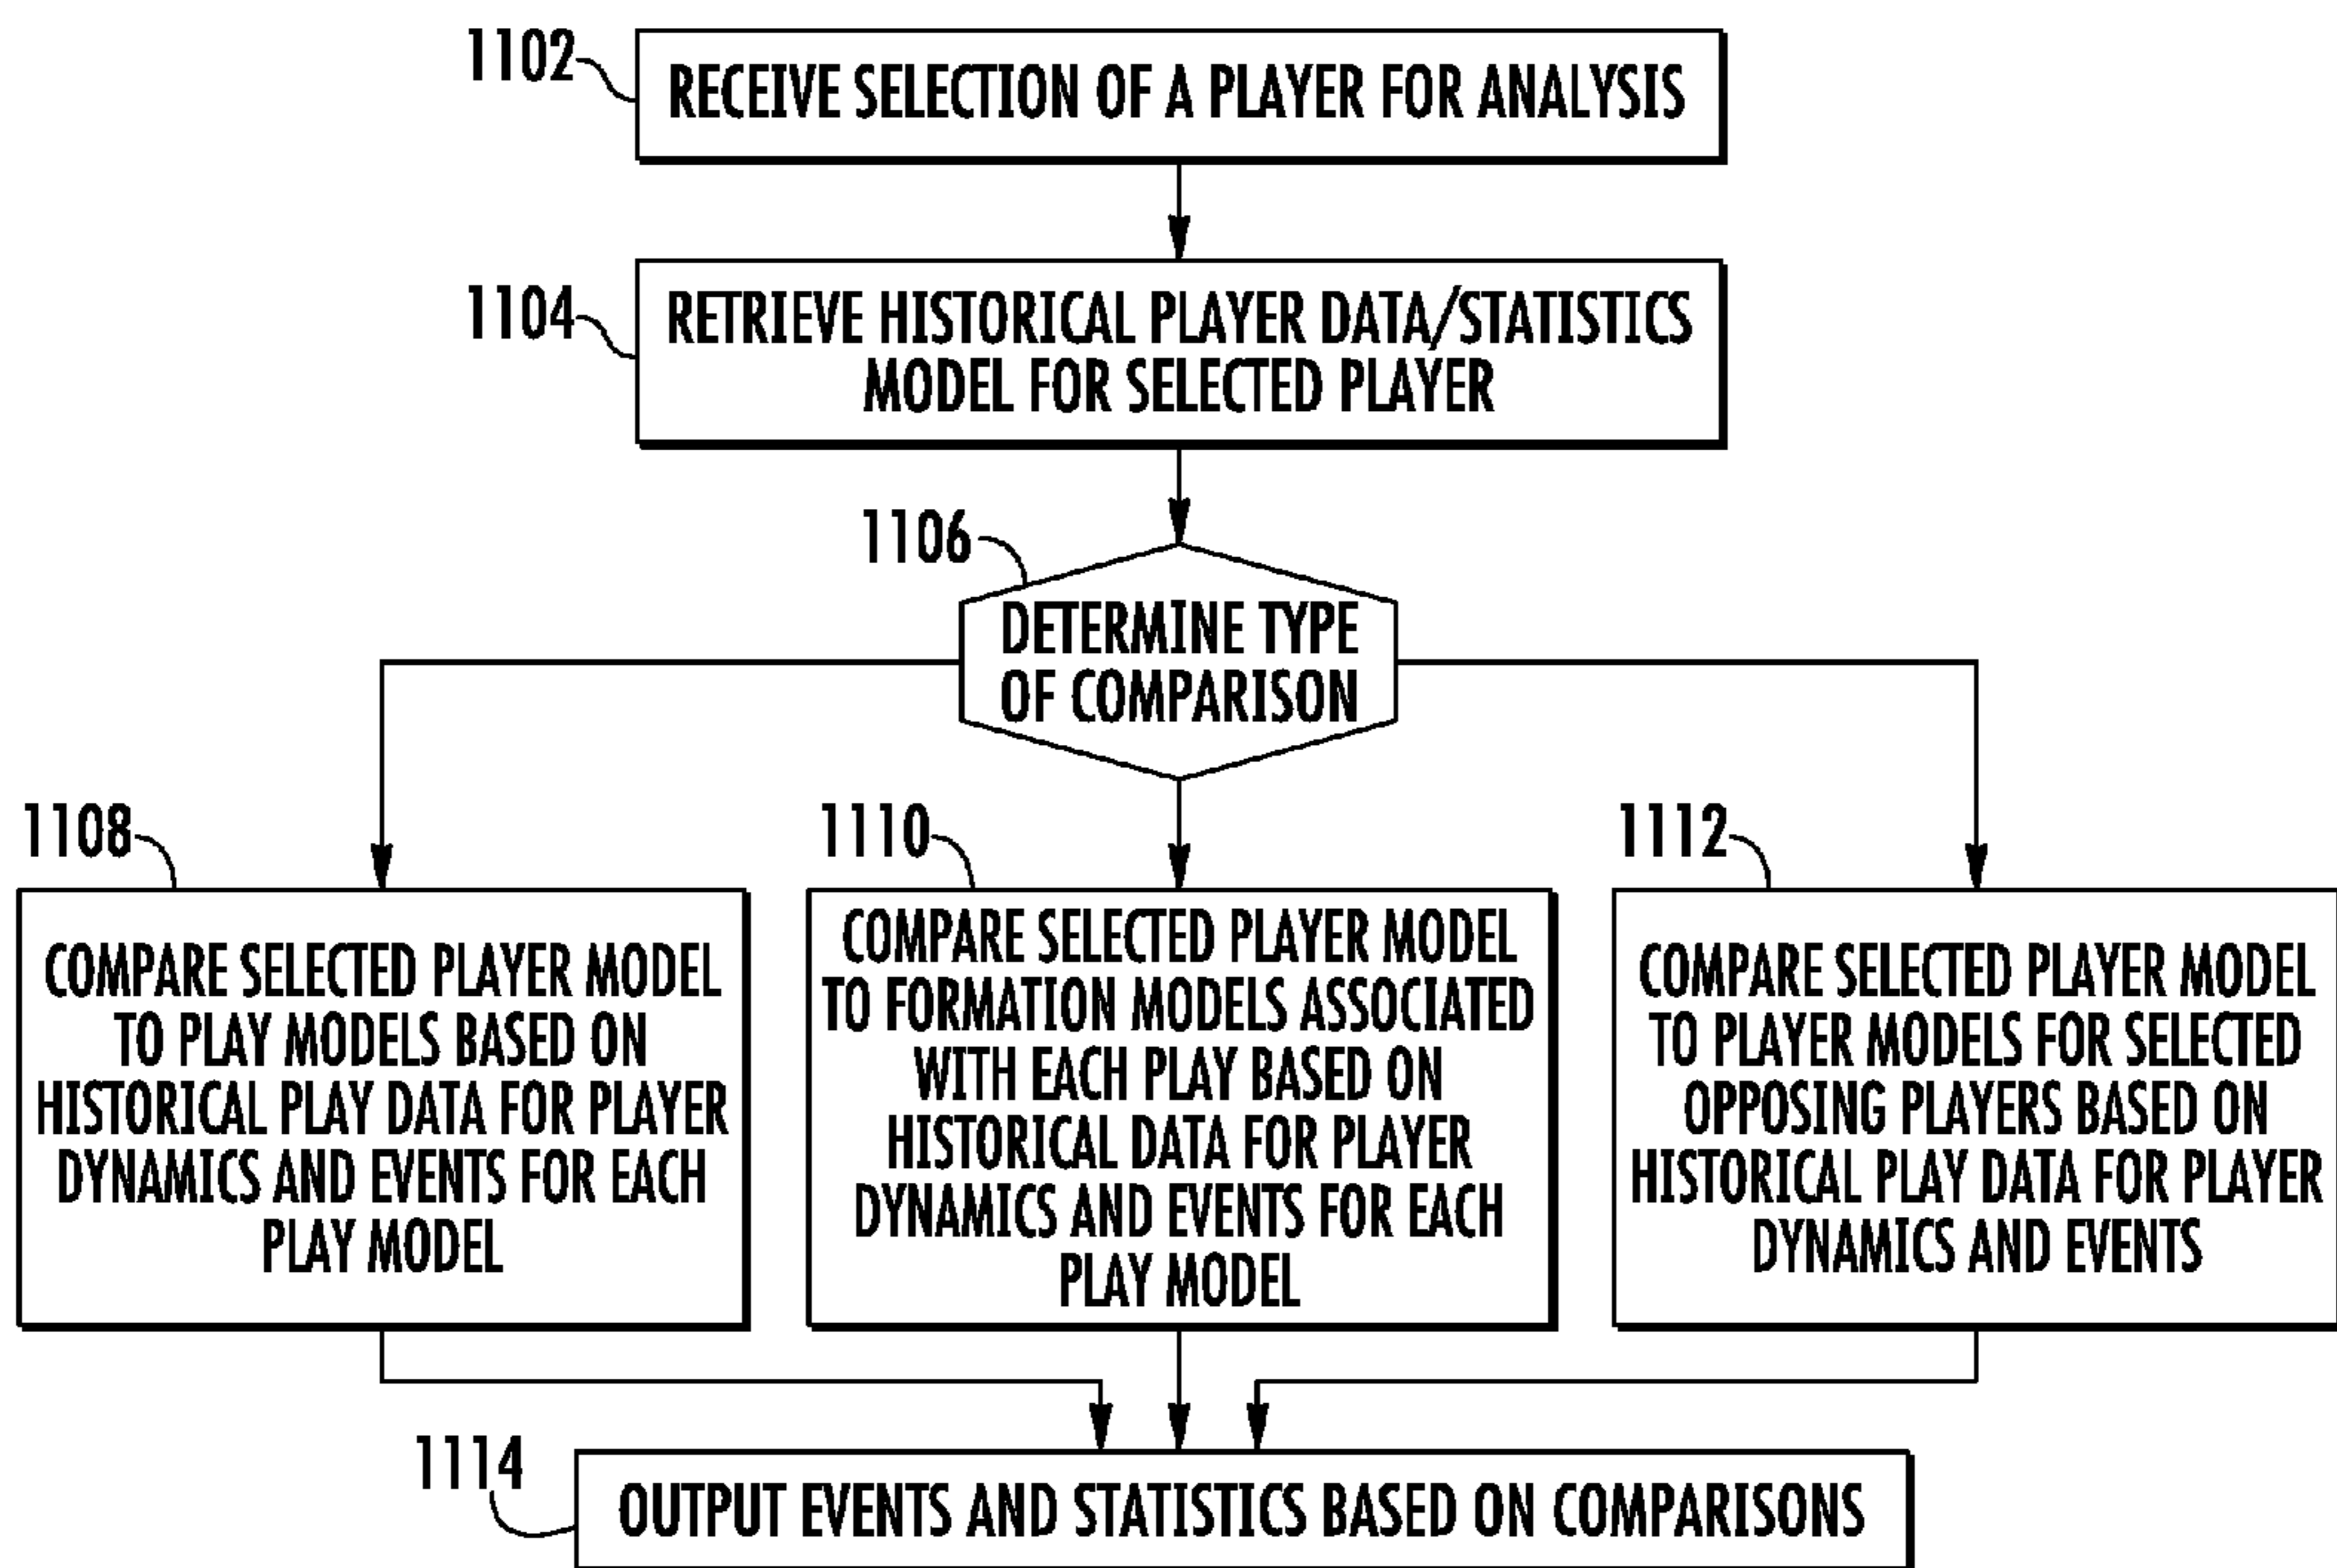 1102
RECEIVE SELECTION OF A PLAYER FOR ANALYSIS
1104
RETRIEVE HISTORICAL PLAYER DATA/STATISTICS
MODEL FOR SELECTED PLAYER
1106
DETERMINE TYPE
OF COMPARISON
1108
COMPARE SELECTED PLAYER MODEL
TO PLAY MODELS BASED ON
HISTORICAL PLAY DATA FOR PLAYER
DYNAMICS AND EVENTS FOR EACH
PLAY MODEL
1110
COMPARE SELECTED PLAYER MODEL
TO FORMATION MODELS ASSOCIATED
WITH EACH PLAY BASED ON
HISTORICAL DATA FOR PLAYER
DYNAMICS AND EVENTS FOR EACH
PLAY MODEL
1112
COMPARE SELECTED PLAYER MODEL
TO PLAYER MODELS FOR SELECTED
OPPOSING PLAYERS BASED ON
HISTORICAL PLAY DATA FOR PLAYER
DYNAMICS AND EVENTS
1114
OUTPUT EVENTS AND STATISTICS BASED ON COMPARISONS